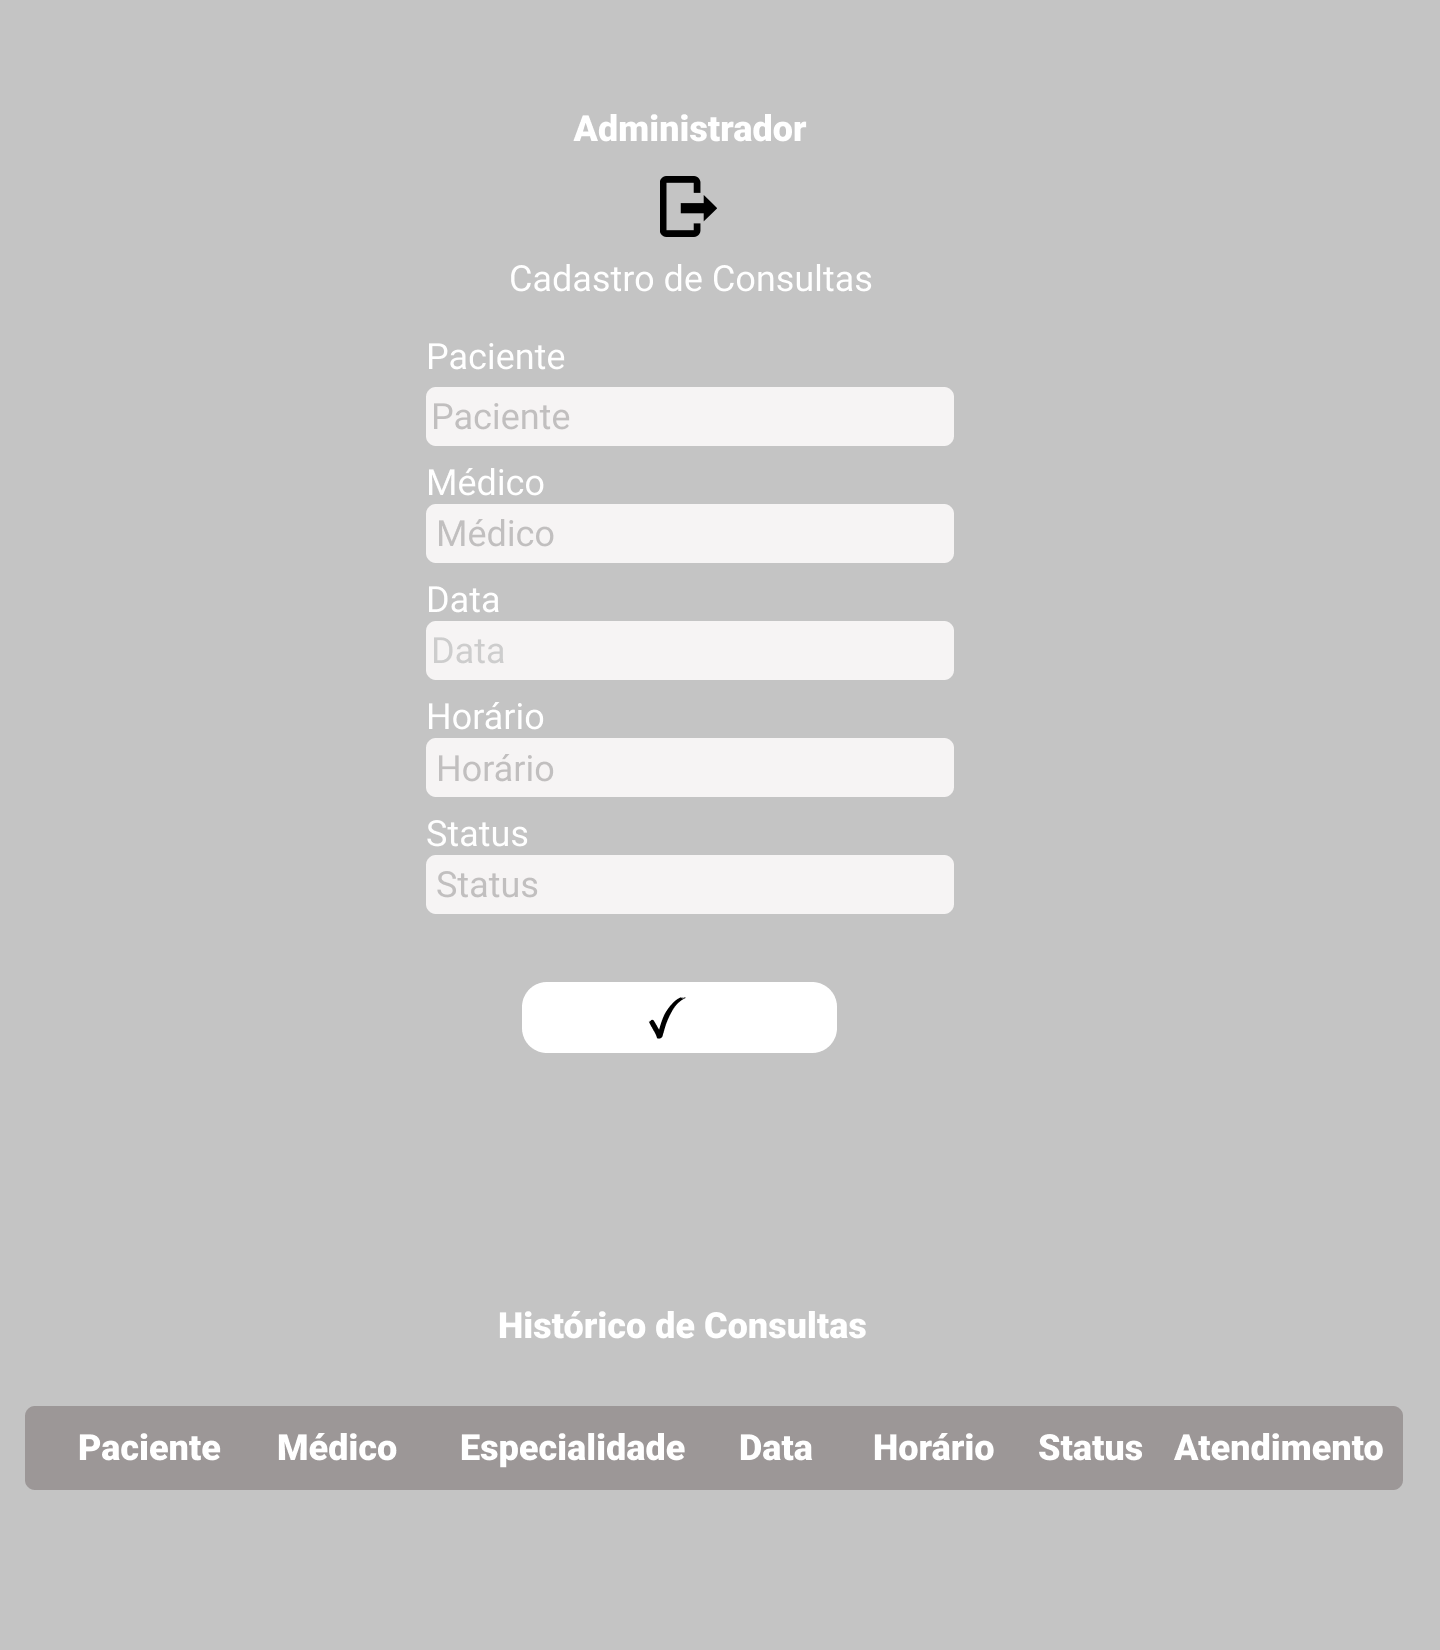 Administrador
Cadastro de Consultas
Paciente
Paciente
Médico
Médico
Data
Data
Horário
Horário
Status
Status
Histórico de Consultas
Paciente Médico Especialidade Data Horário Status Atendimento